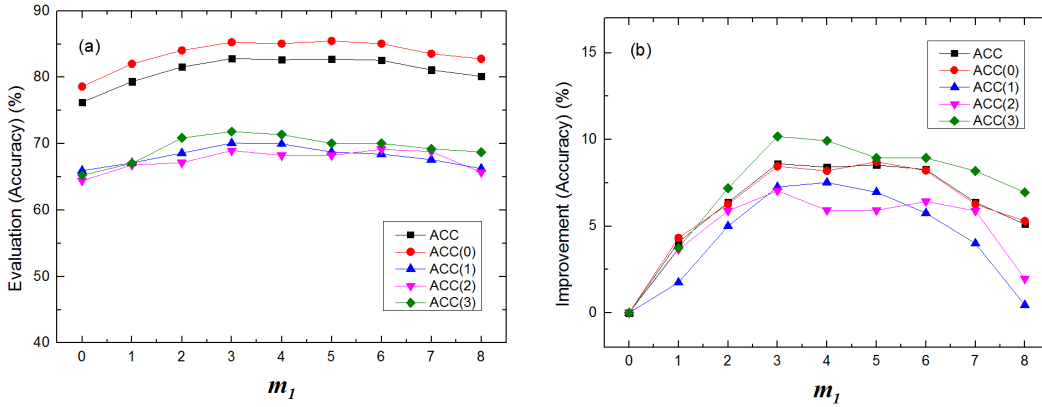 (a)
Evaluation (Accuracy) (%)
90
80
70
60
50
40
0 1 2 3 4 5 6 7 8
m1
ACC
ACC(0)
ACC(1)
ACC(2)
ACC(3)
(b)
Improvement (Accuracy) (%)
15
10
5
0
0 1 2 3 4 5 6 7 8
m1
ACC
ACC(0)
ACC(1)
ACC(2)
ACC(3)